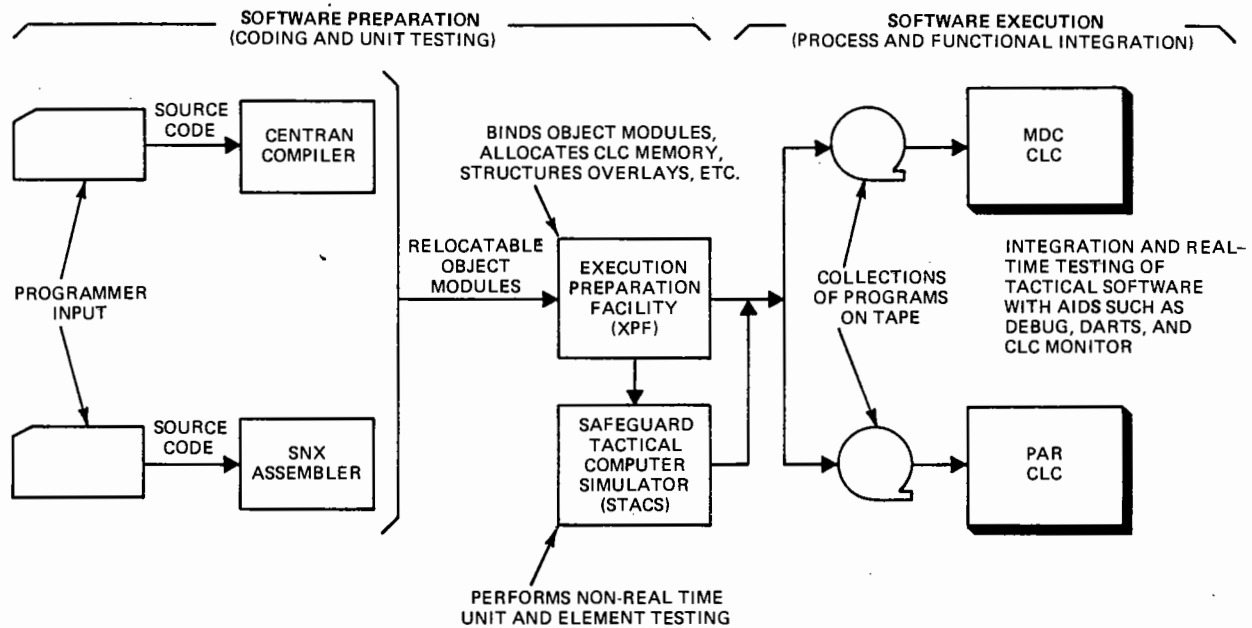 SOFTWARE PREPARATION
(CODING AND UNIT TESTING)
SOFTWARE EXECUTION
(PROCESS AND FUNCTIONAL INTEGRATION)
SOURCE
CODE
CENTRAN
COMPILER
BINDS OBJECT MODULES,
ALLOCATES CLC MEMORY,
STRUCTURES OVERLAYS, ETC.
MDC
CLC
PROGRAMMER
INPUT
RELOCATABLE
OBJECT
MODULES
EXECUTION
PREPARATION
FACILITY
(XPF)
COLLECTIONS
OF PROGRAMS
ON TAPE
INTEGRATION AND REAL-
TIME TESTING OF
TACTICAL SOFTWARE
WITH AIDS SUCH AS
DEBUG, DARTS, AND
CLC MONITOR
SOURCE
CODE
SNX
ASSEMBLER
SAFEGUARD
TACTICAL
COMPUTER
SIMULATOR
(STACS)
PAR
CLC
PERFORMS NON-REAL TIME
UNIT AND ELEMENT TESTING